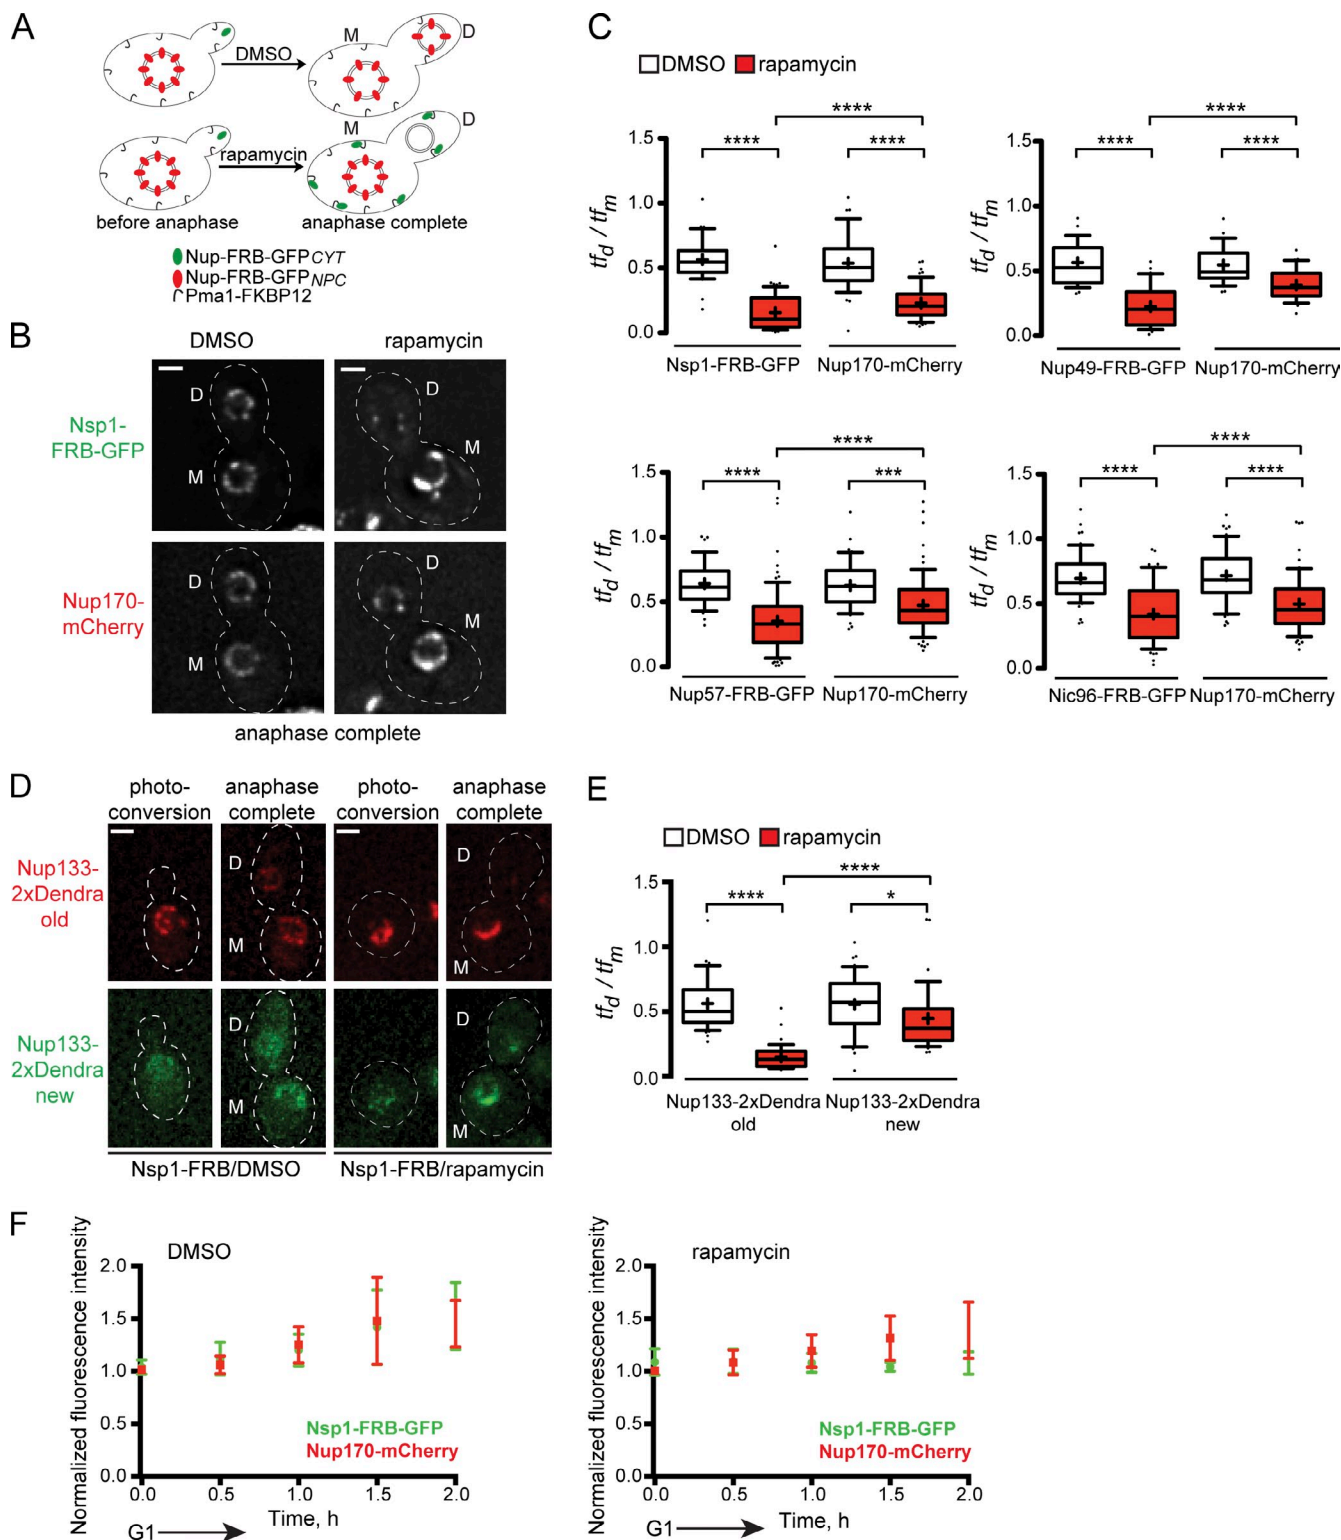 A
M
D
DMSO
M
D
rapamycin
before anaphase
anaphase complete
Nup-FRB-GFP CYT
Nup-FRB-GFP NPC
Pma1-FKBP12
B
DMSO
rapamycin
Nsp1-
FRB-GFP
D
M
D
M
Nup170-
mCherry
D
M
D
M
anaphase complete
C
DMSO
rapamycin
tfd / tfm
1.5
1.0
0.5
0.0
****
****
****
Nsp1-FRB-GFP
Nup170-mCherry
tfd / tfm
1.5
1.0
0.5
0.0
****
****
****
Nup49-FRB-GFP
Nup170-mCherry
tfd / tfm
1.5
1.0
0.5
0.0
****
****
***
Nup57-FRB-GFP
Nup170-mCherry
tfd / tfm
1.5
1.0
0.5
0.0
****
****
****
Nic96-FRB-GFP
Nup170-mCherry
D
photo-
conversion
anaphase
complete
photo-
conversion
anaphase
complete
Nup133-
2xDendra
old
D
M
D
M
Nup133-
2xDendra
new
D
M
D
M
Nsp1-FRB/DMSO
Nsp1-FRB/rapamycin
E
DMSO
rapamycin
tfd / tfm
1.5
1.0
0.5
0.0
****
****
*
Nup133-2xDendra
old
Nup133-2xDendra
new
F
Normalized fluorescence intensity
DMSO
2.0
1.5
1.0
0.5
0.0
Nsp1-FRB-GFP
Nup170-mCherry
0.0 0.5 1.0 1.5 2.0
Time, h
G1
Normalized fluorescence intensity
rapamycin
2.0
1.5
1.0
0.5
0.0
Nsp1-FRB-GFP
Nup170-mCherry
0.0 0.5 1.0 1.5 2.0
Time, h
G1